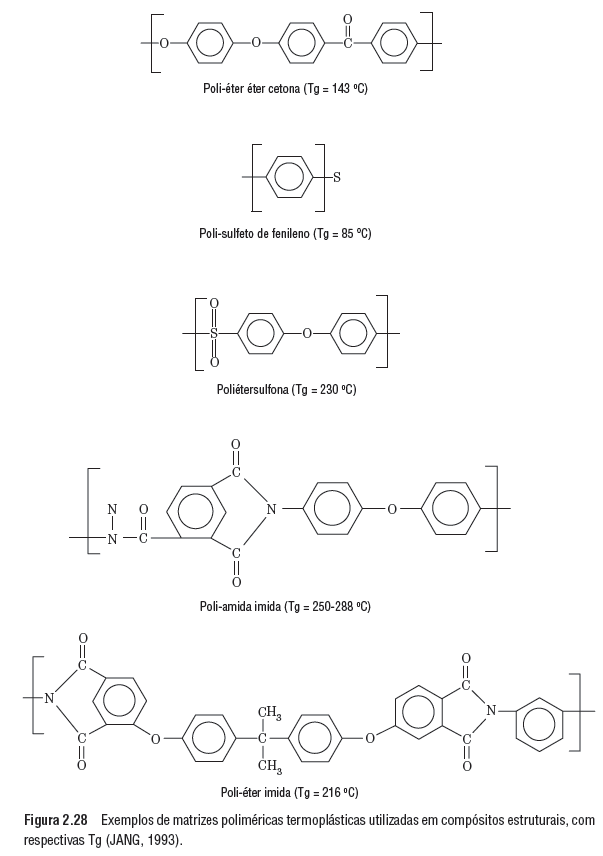 O
O
O
C
Poli-éter éter cetona (Tg = 143 ºC)
S
Poli-sulfeto de fenileno (Tg = 85 ºC)
O
S
O
O
Poliétersulfona (Tg = 230 ºC)
O
C
N
O
N
O
N
C
C
O
Poli-amida imida (Tg = 250-288 ºC)
O
C
N
C
O
O
CH3
C
CH3
O
O
C
N
C
O
Poli-éter imida (Tg = 216 ºC)
Figura 2.28 Exemplos de matrizes poliméricas termoplásticas utilizadas em compósitos estruturais, com
respectivas Tg (JANG, 1993).